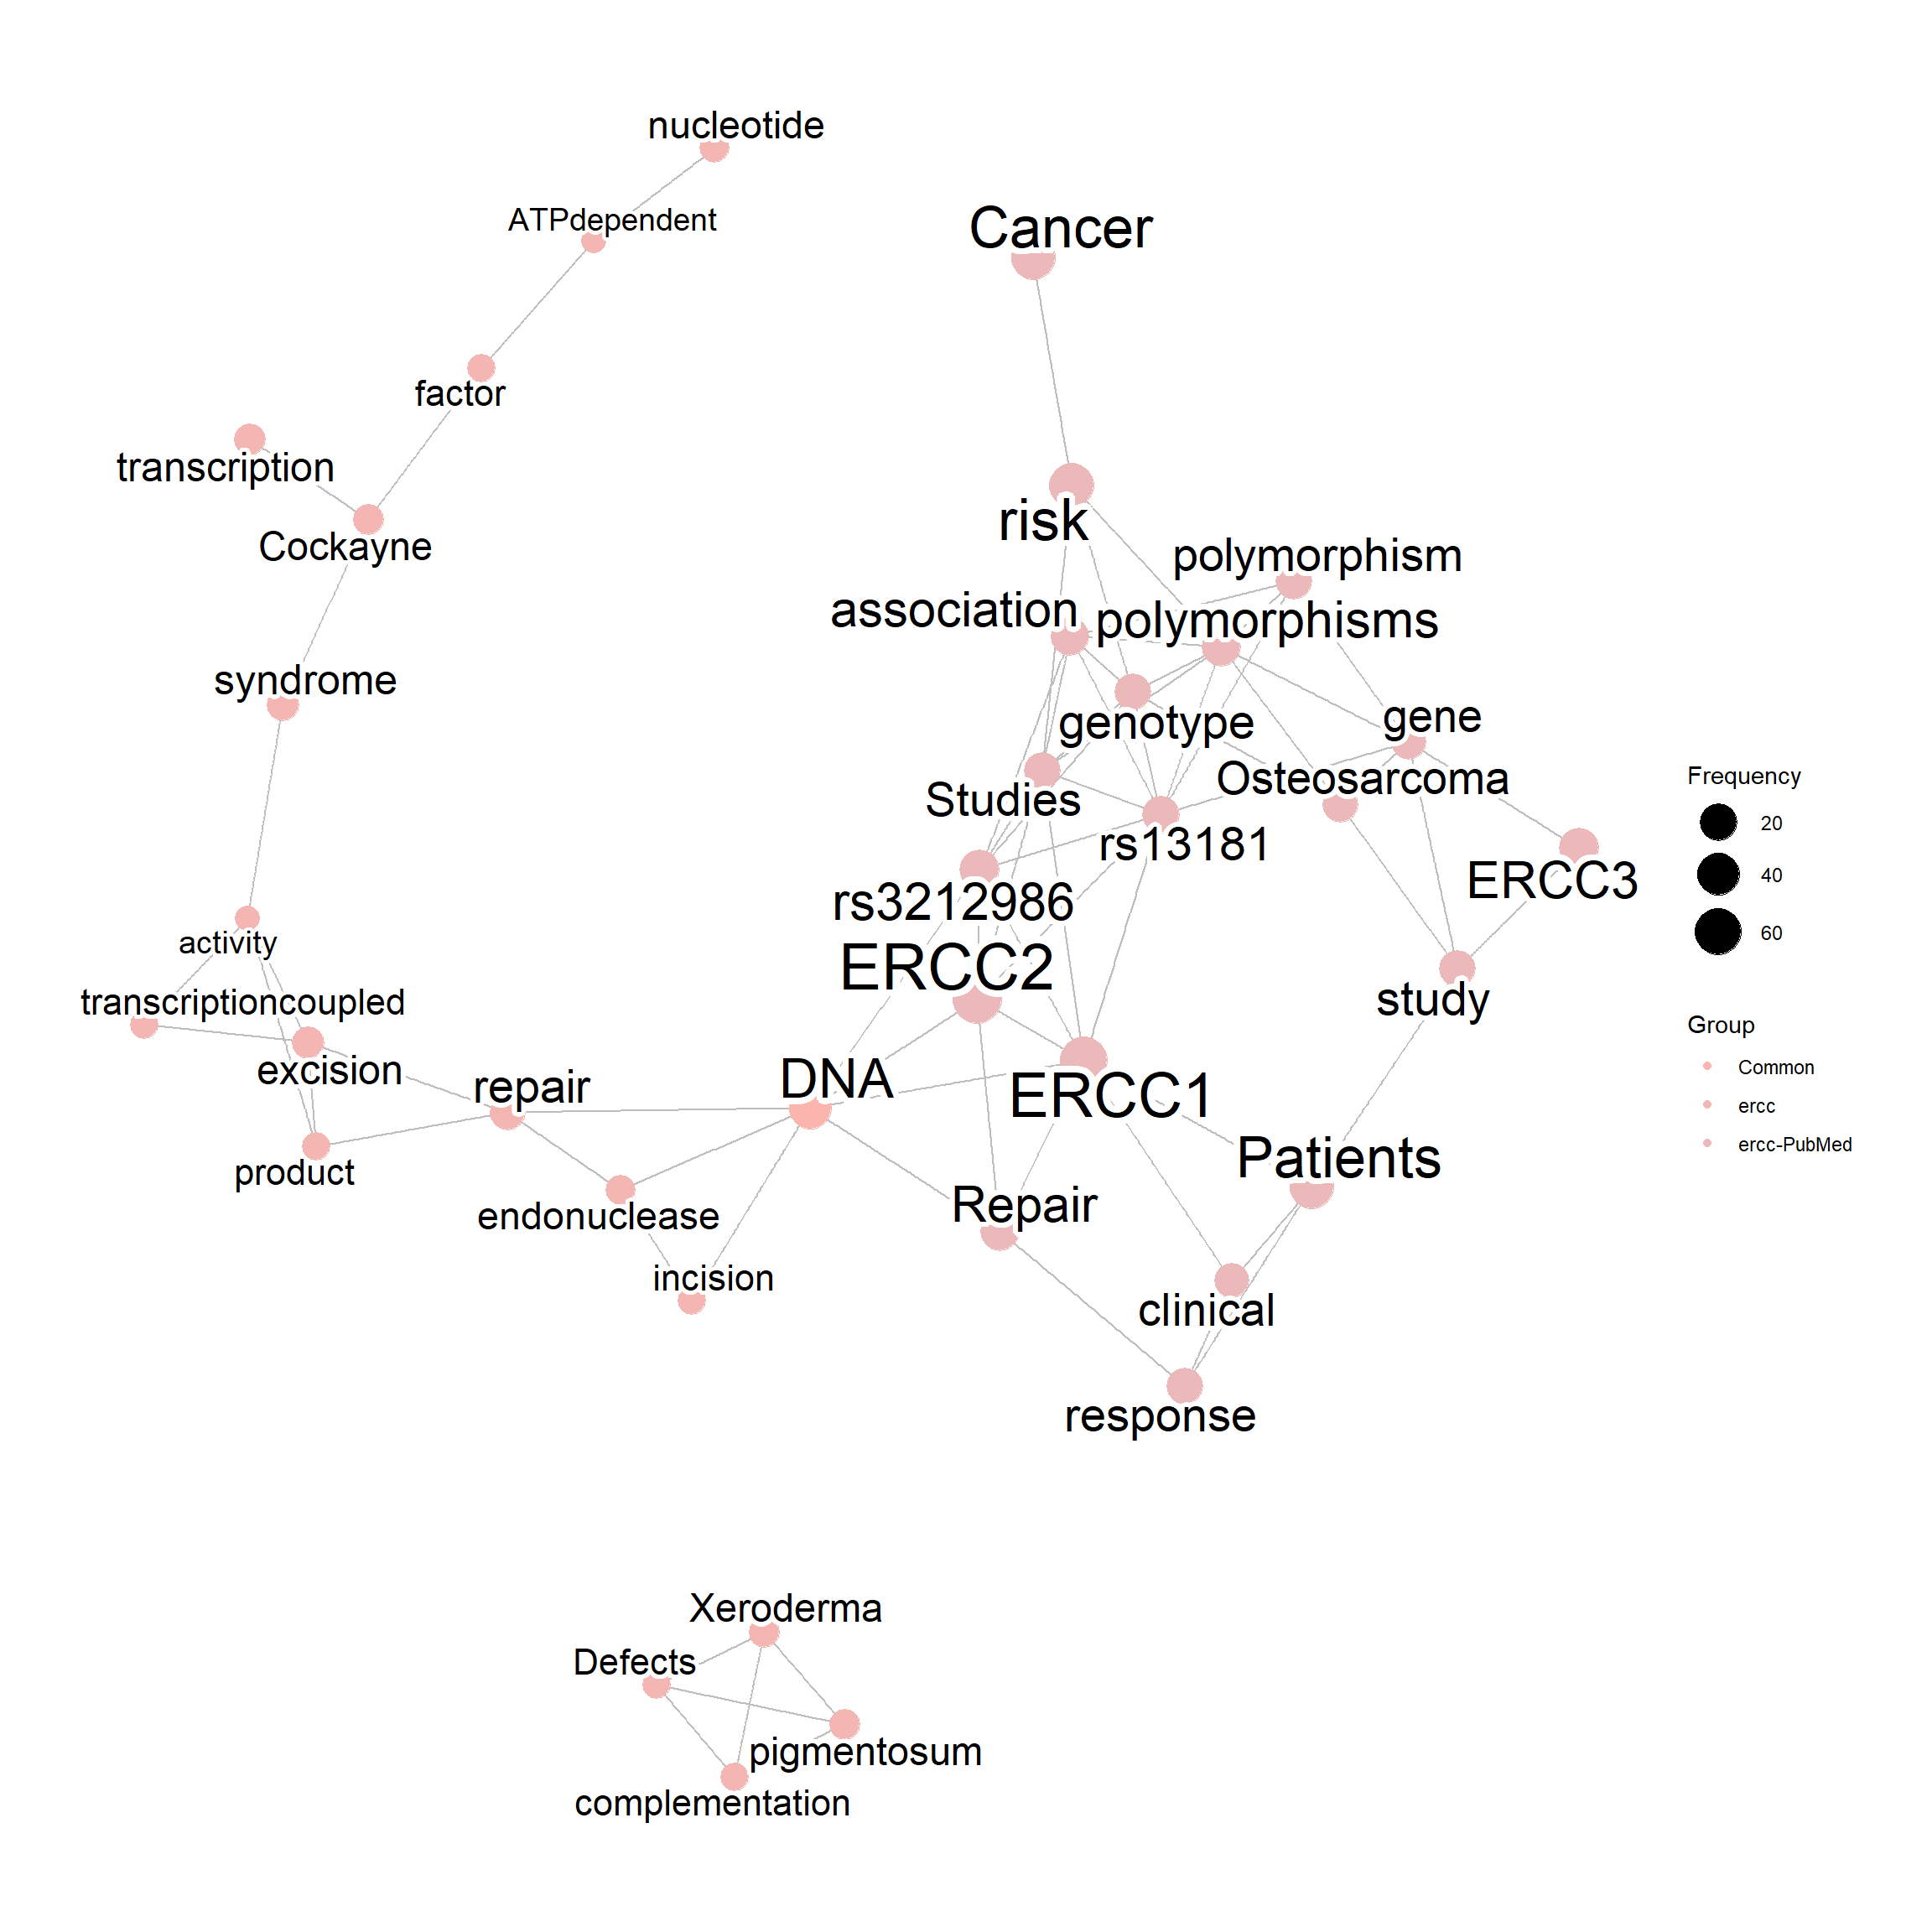 nucleotide
ATPdependent
Cancer
factor
transcription
risk
Cockayne
polymorphism
association
polymorphisms
syndrome
genotype
gene
Osteosarcoma
Studies
rs13181
ERCC3
rs3212986
activity
ERCC2
transcriptioncoupled
study
excision
repair
DNA
ERCC1
product
Patients
endonuclease
Repair
incision
clinical
response
Xeroderma
Defects
pigmentosum
complementation
Frequency
20
40
60
Group
Common
ercc
ercc-PubMed